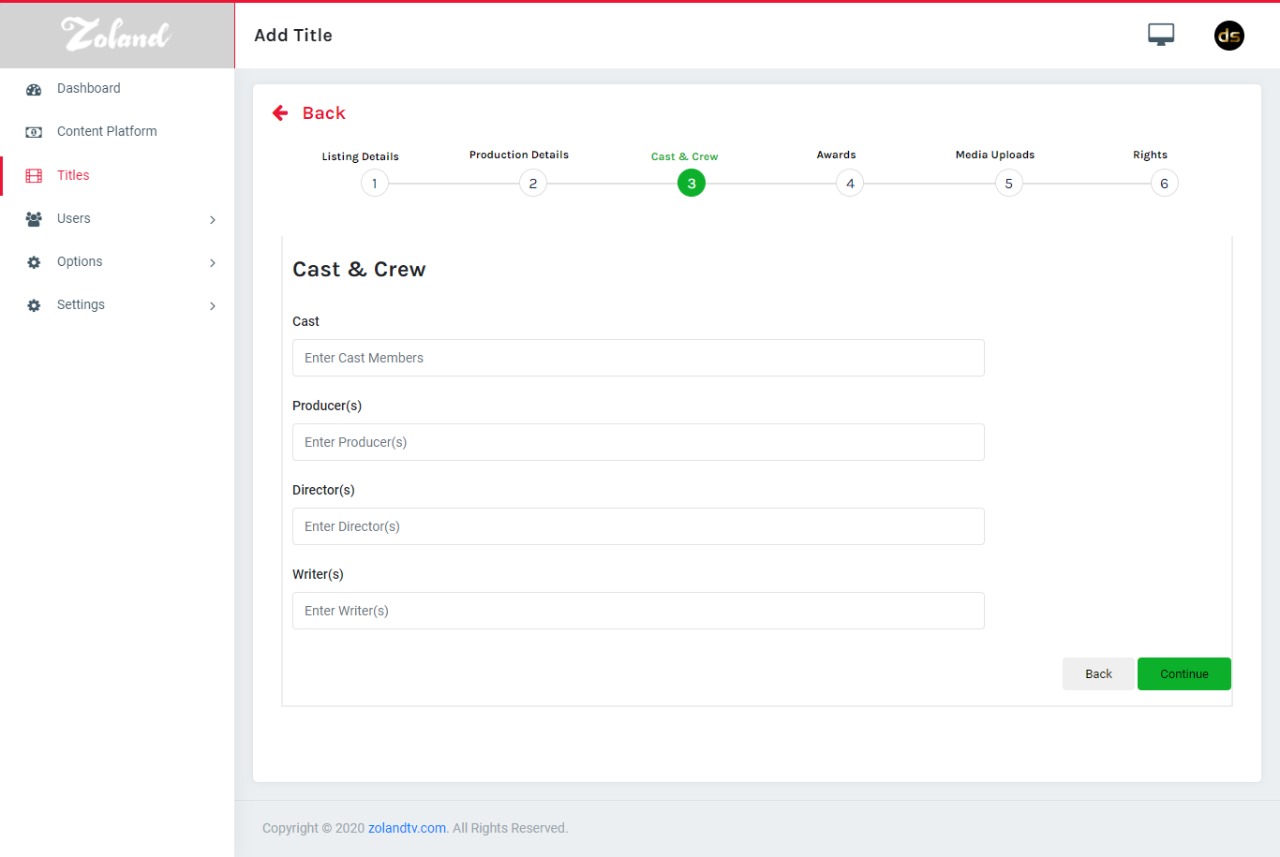 Zoland
Add Title
ds
Dashboard
Content Platform
Titles
Users
Options
Settings
Back
Listing Details
Production Details
Cast & Crew
Awards
Media Uploads
Rights
1
2
3
4
5
6
Cast & Crew
Cast
Enter Cast Members
Producer(s)
Enter Producer(s)
Director(s)
Enter Director(s)
Writer(s)
Enter Writer(s)
Back
Continue
Copyright © 2020 zolandtv.com. All Rights Reserved.